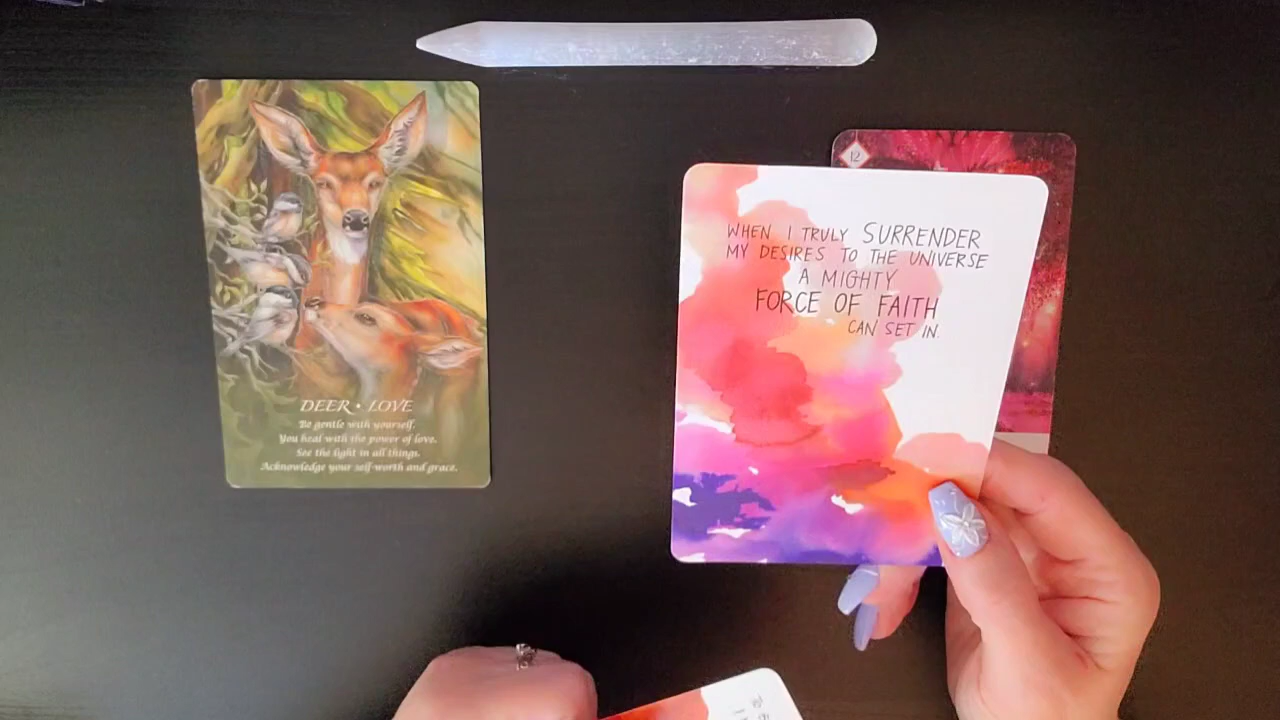 DEER • LOVE
Be gentle with yourself.
You heal with the power of love.
See the light in all things.
Acknowledge your self-worth and grace.
12
WHEN I TRULY SURRENDER
MY DESIRES TO THE UNIVERSE
A MIGHTY
FORCE OF FAITH
CAN SET IN.